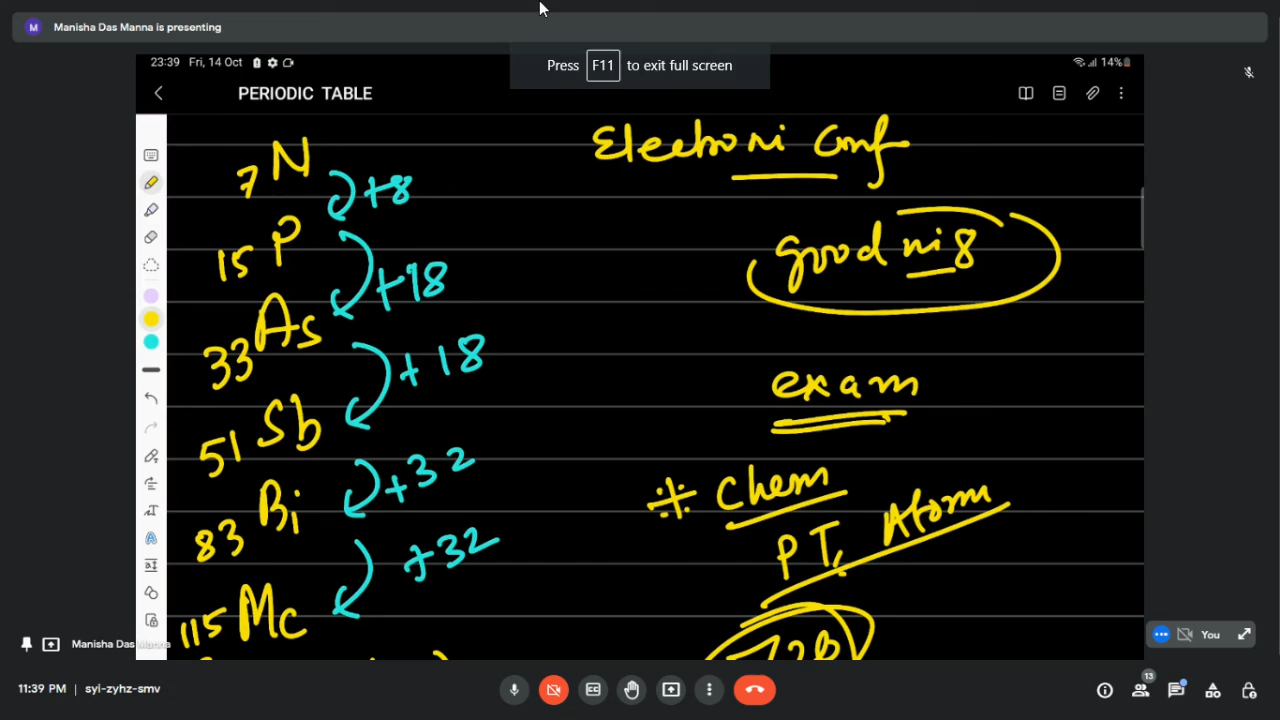 Manisha Das Manna is presenting
M
23:39 Fri, 14 Oct
14%
Press F11 to exit full screen
PERIODIC TABLE
Electroni Conf
7 N
+8
15 P
+18
33 As
+18
51 Sb
+32
83 Bi
+32
115 Mc
Good ni8
exam
Chem
PT, Atom
Manisha Das Manna
You
11:39 PM | syi-zyhz-smv
13